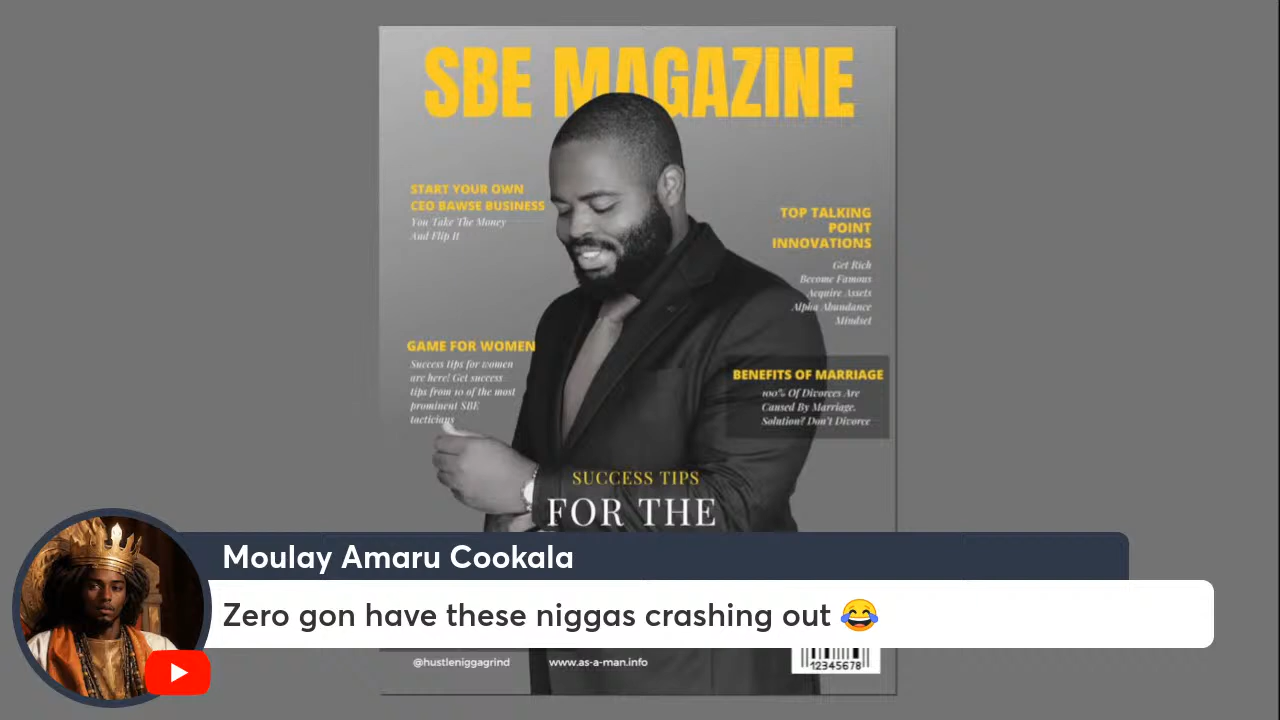 SBE MAGAZINE
START YOUR OWN
CEO BAWSE BUSINESS
You Take The Money
And Flip It
TOP TALKING
POINT
INNOVATIONS
Get Rich
Become Famous
Acquire Assets
Alpha Abundance
Mindset
GAME FOR WOMEN
Success tips for women
are here! Get success
tips from 10 of the most
prominent SBE
tacticians
BENEFITS OF MARRIAGE
100% Of Divorces Are
Caused By Marriage.
Solution? Don't Divorce
SUCCESS TIPS
FOR THE
Moulay Amaru Cookala
Zero gon have these niggas crashing out 😂
@hustleniggagrind
www.as-a-man.info
12345678